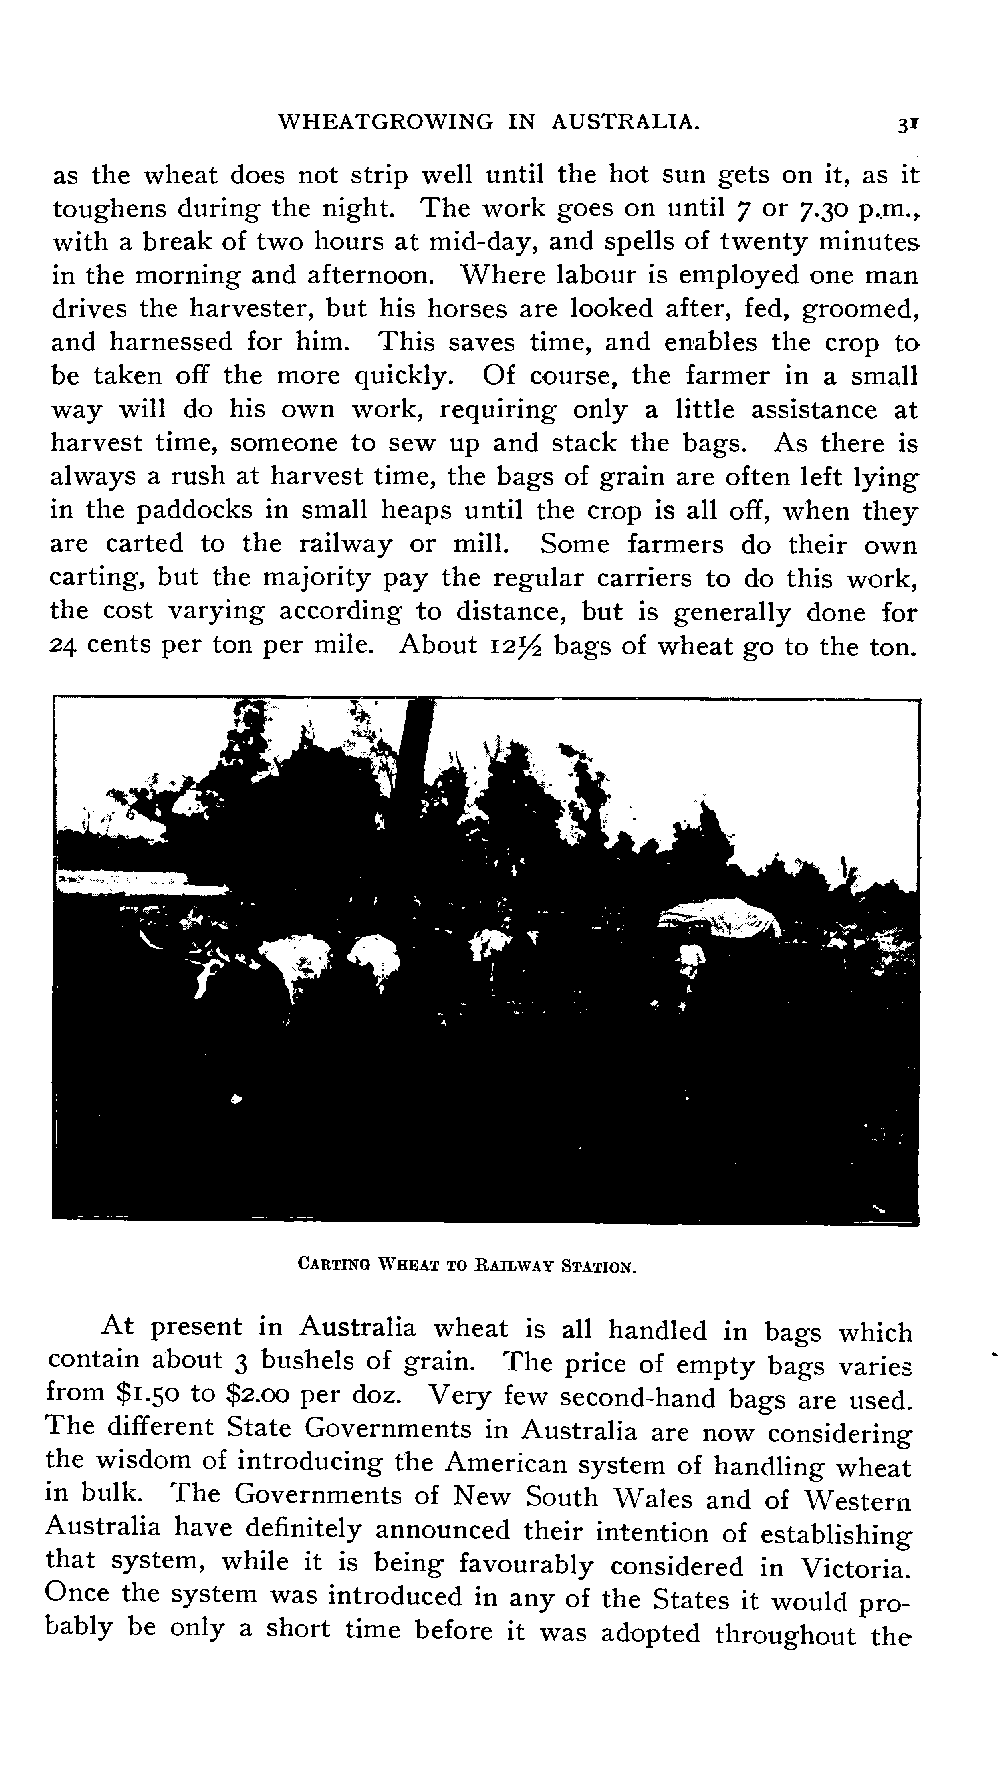 WHEATGROWING IN AUSTRALIA. 31
as the wheat does not strip well until the hot sun gets on it, as it
toughens during the night. The work goes on until 7 or 7.30 p.m.,
with a break of two hours at mid-day, and spells of twenty minutes
in the morning and afternoon. Where labour is employed one man
drives the harvester, but his horses are looked after, fed, groomed,
and harnessed for him. This saves time, and enables the crop to
be taken off the more quickly. Of course, the farmer in a small
way will do his own work, requiring only a little assistance at
harvest time, someone to sew up and stack the bags. As there is
always a rush at harvest time, the bags of grain are often left lying
in the paddocks in small heaps until the crop is all off, when they
are carted to the railway or mill. Some farmers do their own
carting, but the majority pay the regular carriers to do this work,
the cost varying according to distance, but is generally done for
24 cents per ton per mile. About 12½ bags of wheat go to the ton.
CARTING WHEAT TO RAILWAY STATION.
At present in Australia wheat is all handled in bags which
contain about 3 bushels of grain. The price of empty bags varies
from $1.50 to $2.00 per doz. Very few second-hand bags are used.
The different State Governments in Australia are now considering
the wisdom of introducing the American system of handling wheat
in bulk. The Governments of New South Wales and of Western
Australia have definitely announced their intention of establishing
that system, while it is being favourably considered in Victoria.
Once the system was introduced in any of the States it would pro-
bably be only a short time before it was adopted throughout the